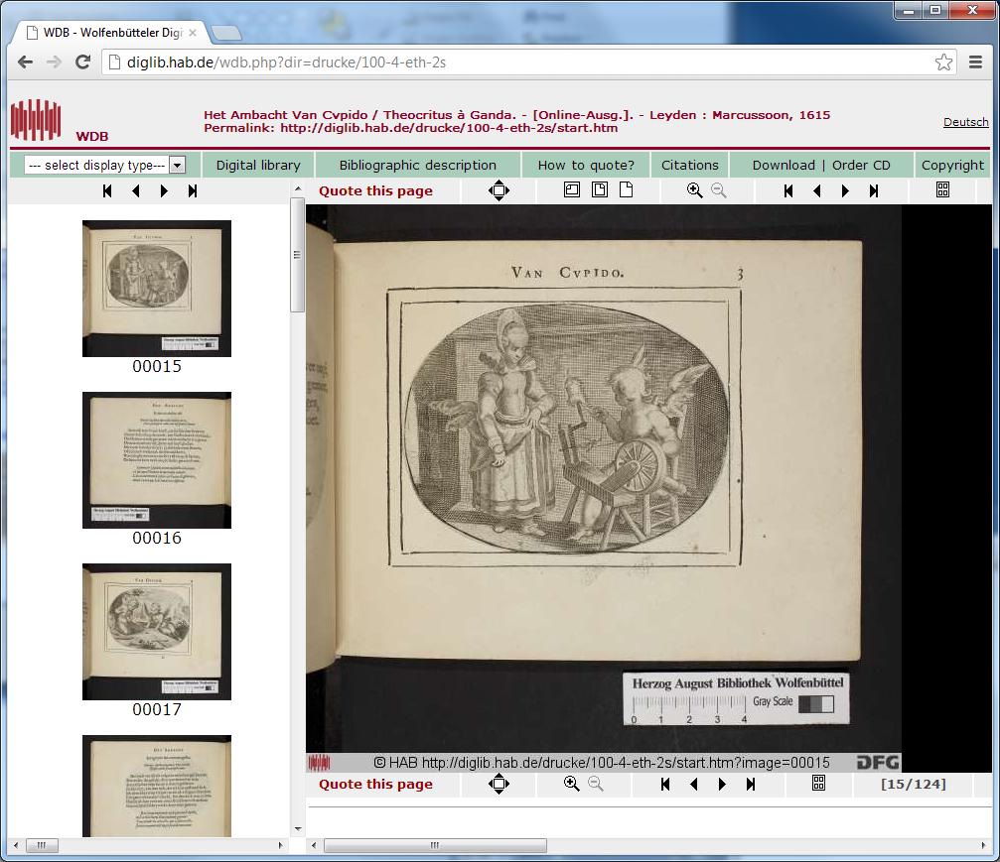 WDB - Wolfenbütteler Digi
diglib.hab.de/wdb.php?dir=drucke/100-4-eth-2s
WDB
Het Ambacht Van Cvpido / Theocritus à Ganda. - [Online-Ausg.]. - Leyden : Marcussoon, 1615
Permalink: http://diglib.hab.de/drucke/100-4-eth-2s/start.htm
Deutsch
--- select display type---
Digital library
Bibliographic description
How to quote?
Citations
Download | Order CD
Copyright
Quote this page
00015
00016
00017
VAN CVPIDO.
3
Herzog August Bibliothek Wolfenbüttel
Gray Scale
0 1 2 3 4
© HAB http://diglib.hab.de/drucke/100-4-eth-2s/start.htm?image=00015
DFG
Quote this page
[15/124]